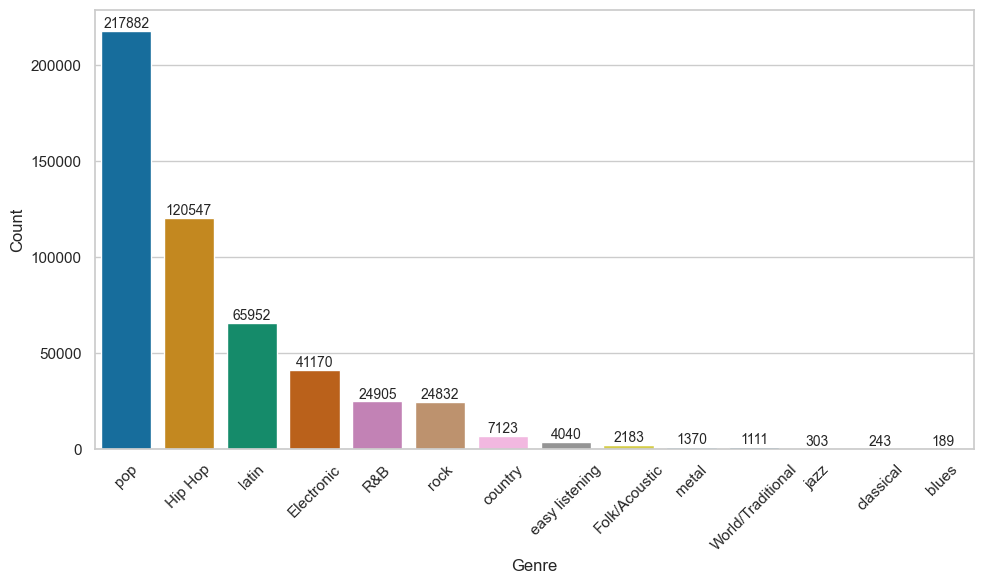 217882
200000
150000
120547
100000
65952
50000
41170
24905
24832
7123
4040
2183
1370
1111
303
243
189
0
Count
pop
Hip Hop
latin
Electronic
R&B
rock
country
easy listening
Folk/Acoustic
metal
World/Traditional
jazz
classical
blues
Genre